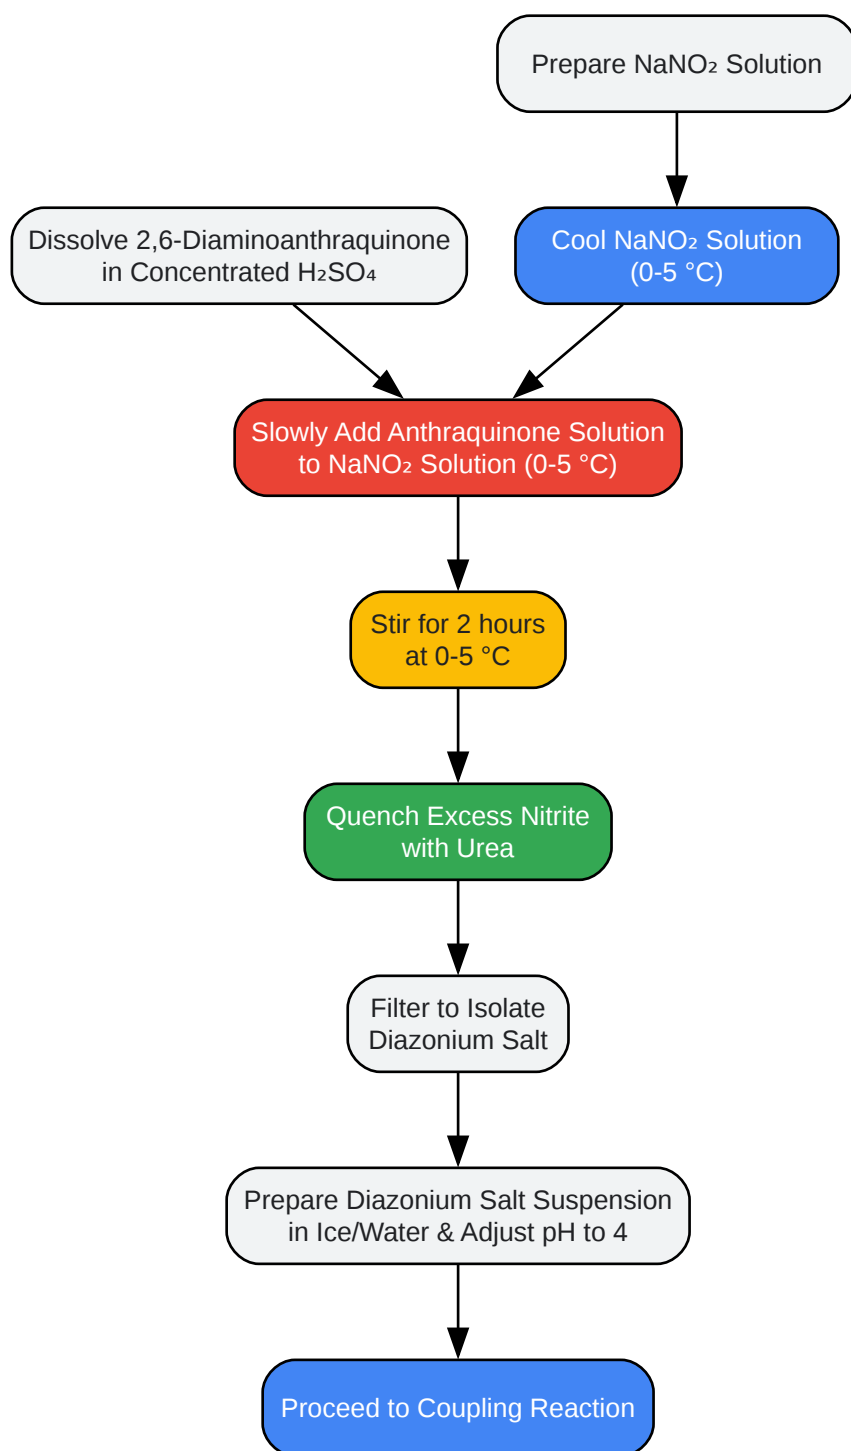 Prepare NaNO₂ Solution
Dissolve 2,6-Diaminoanthraquinone
in Concentrated H₂SO₄
Cool NaNO₂ Solution
(0-5 °C)
Slowly Add Anthraquinone Solution
to NaNO₂ Solution (0-5 °C)
Stir for 2 hours
at 0-5 °C
Quench Excess Nitrite
with Urea
Filter to Isolate
Diazonium Salt
Prepare Diazonium Salt Suspension
in Ice/Water & Adjust pH to 4
Proceed to Coupling Reaction